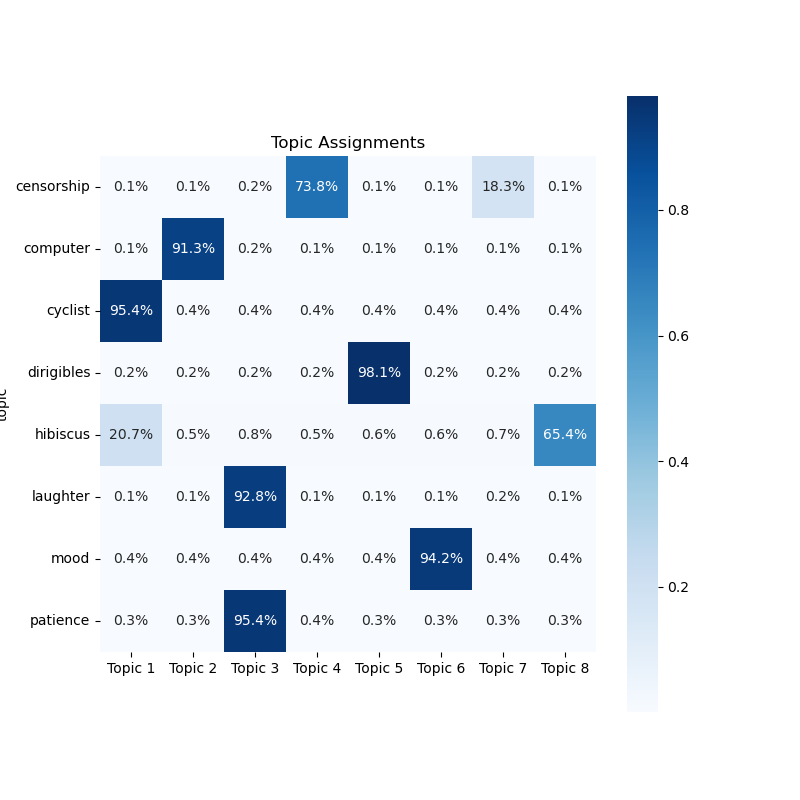 Topic Assignments
censorship 0.1% 0.1% 0.2% 73.8% 0.1% 0.1% 18.3% 0.1%
computer 0.1% 91.3% 0.2% 0.1% 0.1% 0.1% 0.1% 0.1%
cyclist 95.4% 0.4% 0.4% 0.4% 0.4% 0.4% 0.4% 0.4%
dirigibles 0.2% 0.2% 0.2% 0.2% 98.1% 0.2% 0.2% 0.2%
hibiscus 20.7% 0.5% 0.8% 0.5% 0.6% 0.6% 0.7% 65.4%
laughter 0.1% 0.1% 92.8% 0.1% 0.1% 0.1% 0.2% 0.1%
mood 0.4% 0.4% 0.4% 0.4% 0.4% 94.2% 0.4% 0.4%
patience 0.3% 0.3% 95.4% 0.4% 0.3% 0.3% 0.3% 0.3%
Topic 1 Topic 2 Topic 3 Topic 4 Topic 5 Topic 6 Topic 7 Topic 8
topic
0.8
0.6
0.4
0.2